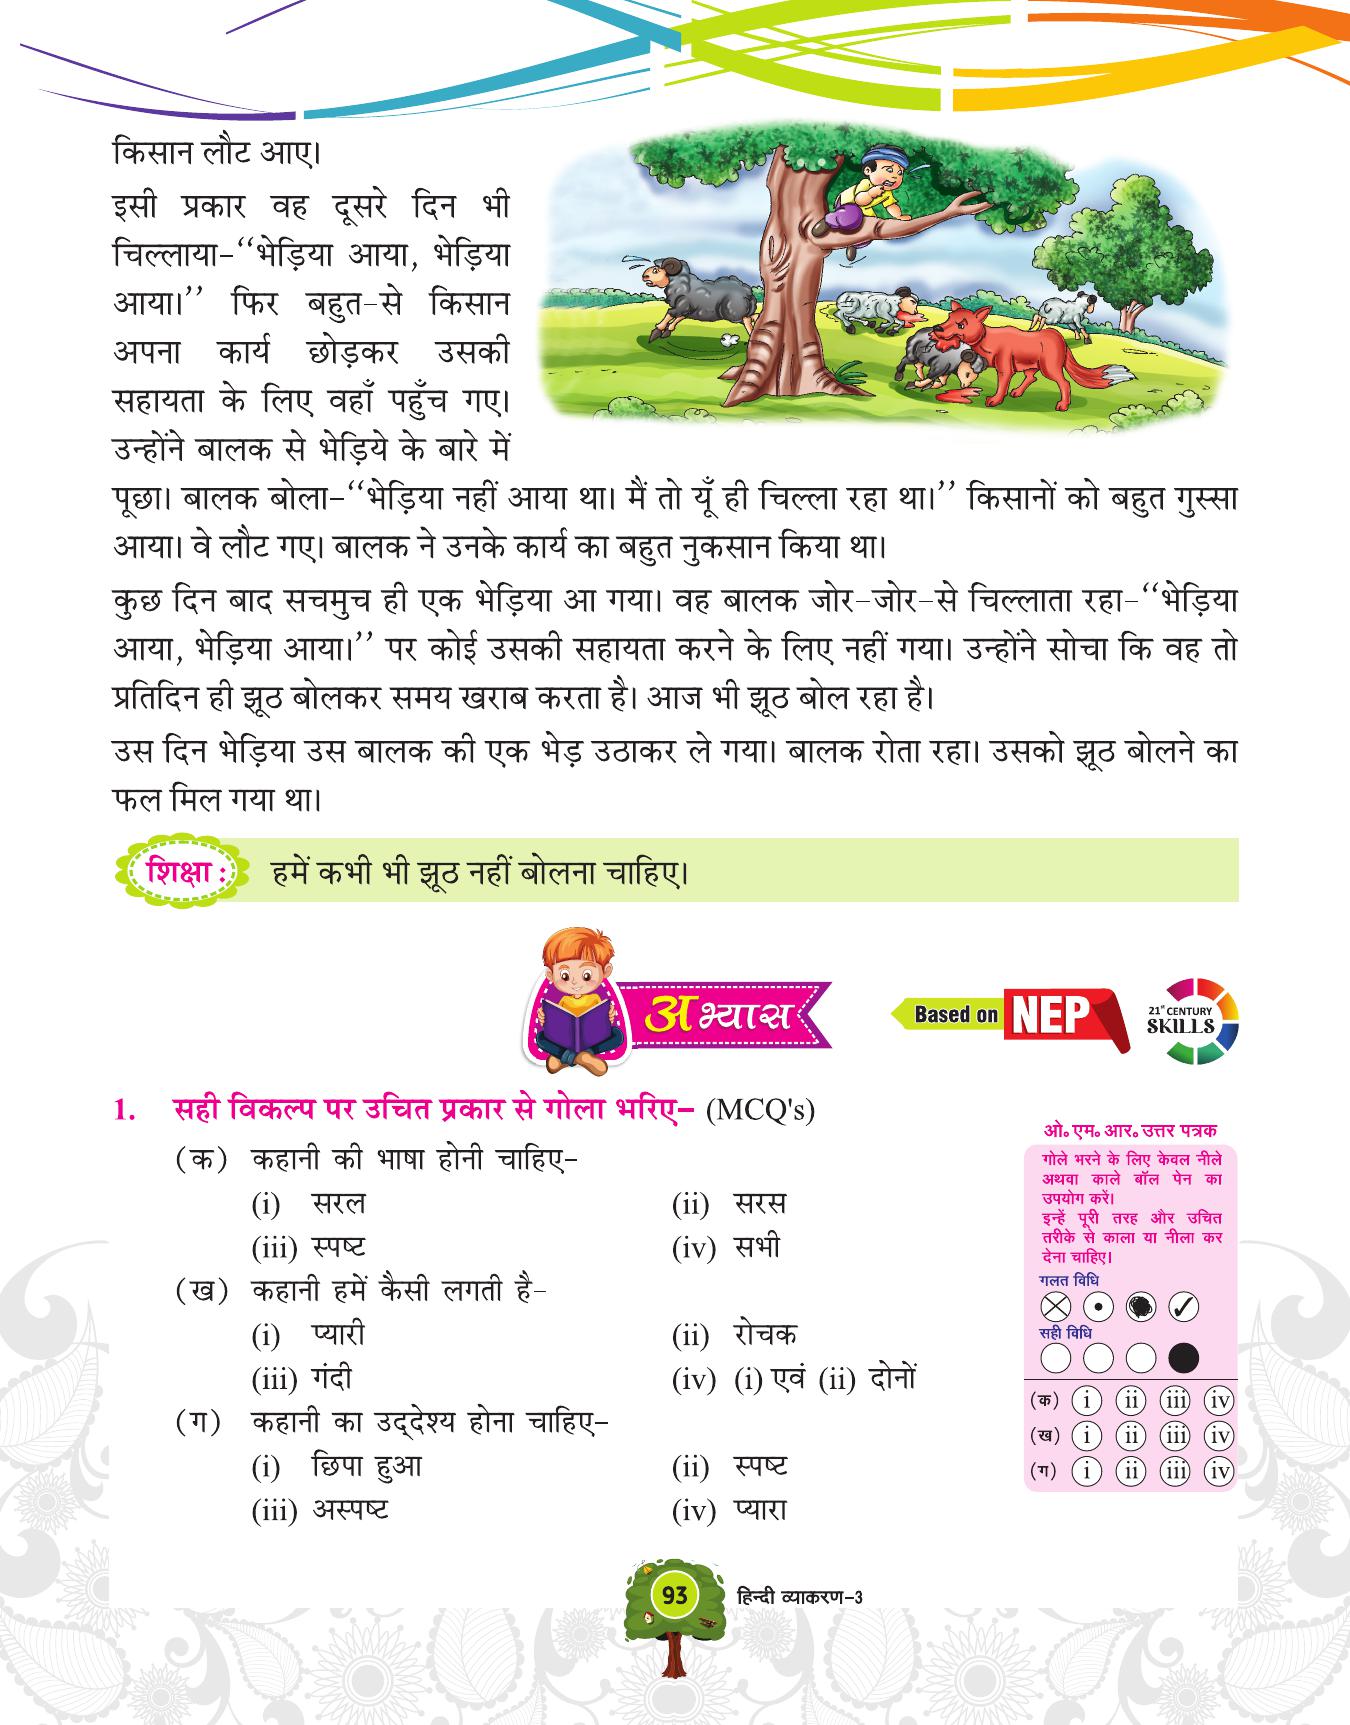 किसान लौट आए।
इसी प्रकार वह दूसरे दिन भी
चिल्लाया-‘‘भेड़िया आया, भेड़िया
आया।’’ फिर बहुत-से किसान
अपना कार्य छोड़कर उसकी
सहायता के लिए वहाँ पहुँच गए।
उन्होंने बालक से भेड़िये के बारे में
पूछा। बालक बोला-‘‘भेड़िया नहीं आया था। मैं तो यूँ ही चिल्ला रहा था।’’ किसानों को बहुत गुस्सा
आया। वे लौट गए। बालक ने उनके कार्य का बहुत नुकसान किया था।
कुछ दिन बाद सचमुच ही एक भेड़िया आ गया। वह बालक जोर-जोर-से चिल्लाता रहा-‘‘भेड़िया
आया, भेड़िया आया।’’ पर कोई उसकी सहायता करने के लिए नहीं गया। उन्होंने सोचा कि वह तो
प्रतिदिन ही झूठ बोलकर समय खराब करता है। आज भी झूठ बोल रहा है।
उस दिन भेड़िया उस बालक की एक भेड़ उठाकर ले गया। बालक रोता रहा। उसको झूठ बोलने का
फल मिल गया था।
शिक्षा : हमें कभी भी झूठ नहीं बोलना चाहिए।
अभ्यास
Based on NEP
21st CENTURY
SKILLS
1. सही विकल्प पर उचित प्रकार से गोला भरिए- (MCQ's)
(क) कहानी की भाषा होनी चाहिए-
(i) सरल (ii) सरस
(iii) स्पष्ट (iv) सभी
(ख) कहानी हमें कैसी लगती है-
(i) प्यारी (ii) रोचक
(iii) गंदी (iv) (i) एवं (ii) दोनों
(ग) कहानी का उद्देश्य होना चाहिए-
(i) छिपा हुआ (ii) स्पष्ट
(iii) अस्पष्ट (iv) प्यारा
ओ॰ एम॰ आर॰ उत्तर पत्रक
गोले भरने के लिए केवल नीले
अथवा काले बॉल पेन का
उपयोग करें।
इन्हें पूरी तरह और उचित
तरीके से काला या नीला कर
देना चाहिए।
गलत विधि
सही विधि
(क) i ii iii iv
(ख) i ii iii iv
(ग) i ii iii iv
93 हिन्दी व्याकरण-3